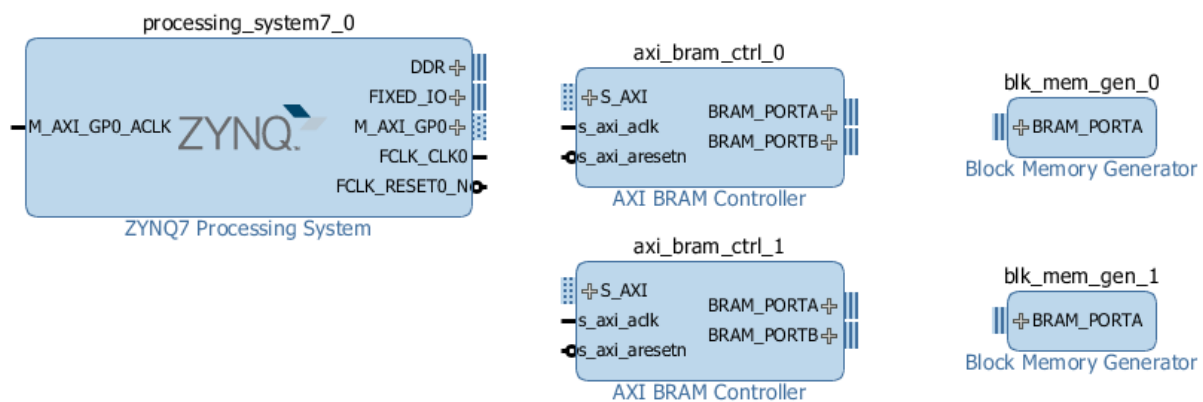 processing_system7_0
DDR
FIXED_IO
M_AXI_GP0_ACLK
ZYNQ
M_AXI_GP0
FCLK_CLK0
FCLK_RESET0_N
ZYNQ7 Processing System
axi_bram_ctrl_0
S_AXI
s_axi_aclk
s_axi_aresetn
BRAM_PORTA
BRAM_PORTB
AXI BRAM Controller
blk_mem_gen_0
BRAM_PORTA
Block Memory Generator
axi_bram_ctrl_1
S_AXI
s_axi_aclk
s_axi_aresetn
BRAM_PORTA
BRAM_PORTB
AXI BRAM Controller
blk_mem_gen_1
BRAM_PORTA
Block Memory Generator